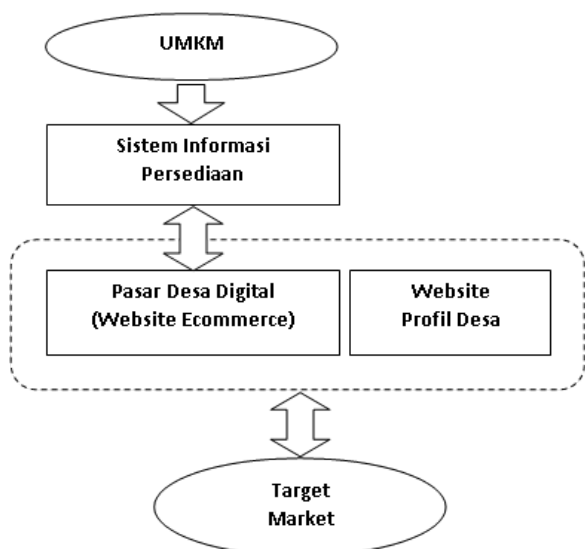 UMKM
Sistem Informasi
Persediaan
Pasar Desa Digital
(Website Ecommerce)
Website
Profil Desa
Target
Market